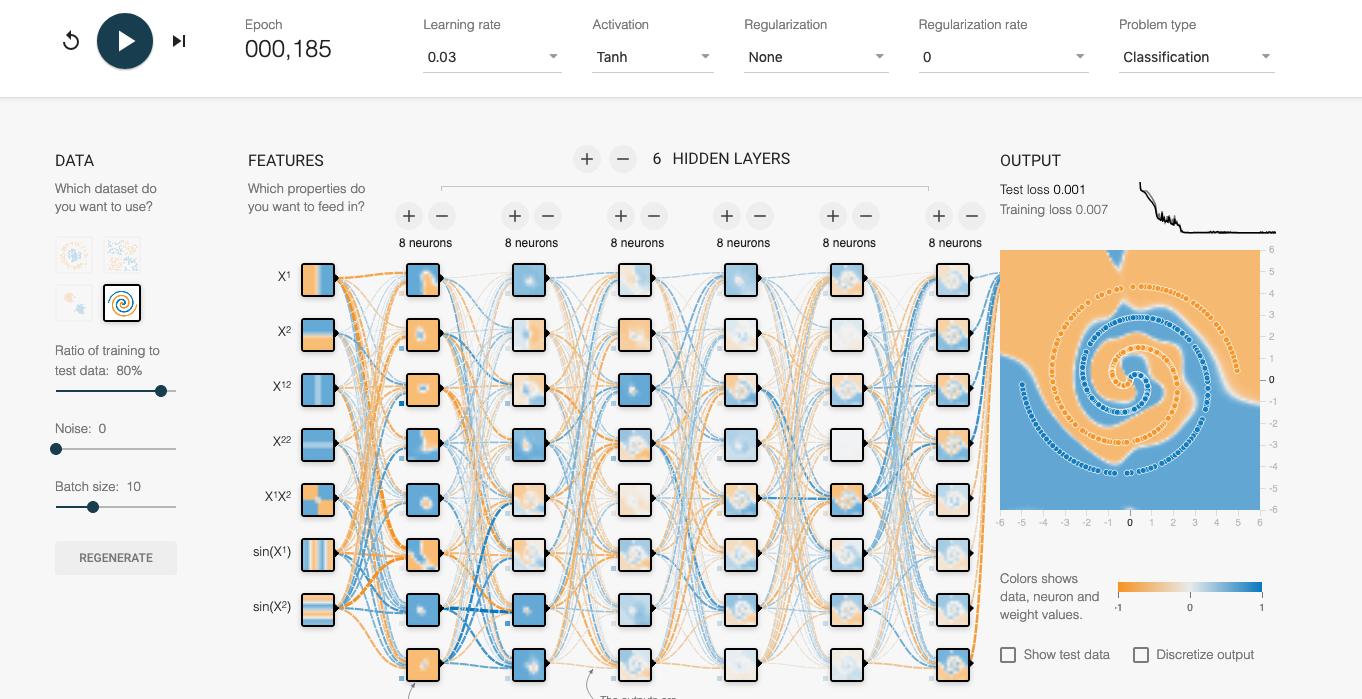 Epoch
000,185
Learning rate
0.03
Activation
Tanh
Regularization
None
Regularization rate
0
Problem type
Classification
DATA
Which dataset do
you want to use?
Ratio of training to
test data: 80%
Noise: 0
Batch size: 10
REGENERATE
FEATURES
Which properties do
you want to feed in?
X1
X2
X12
X22
X1X2
sin(X1)
sin(X2)
+ − 6 HIDDEN LAYERS
+ − + − + − + − + − + −
8 neurons 8 neurons 8 neurons 8 neurons 8 neurons 8 neurons
The outputs are
OUTPUT
Test loss 0.001
Training loss 0.007
6
5
4
3
2
1
0
-1
-2
-3
-4
-5
-6
-6 -5 -4 -3 -2 -1 0 1 2 3 4 5 6
Colors shows
data, neuron and
weight values.
-1 0 1
Show test data
Discretize output